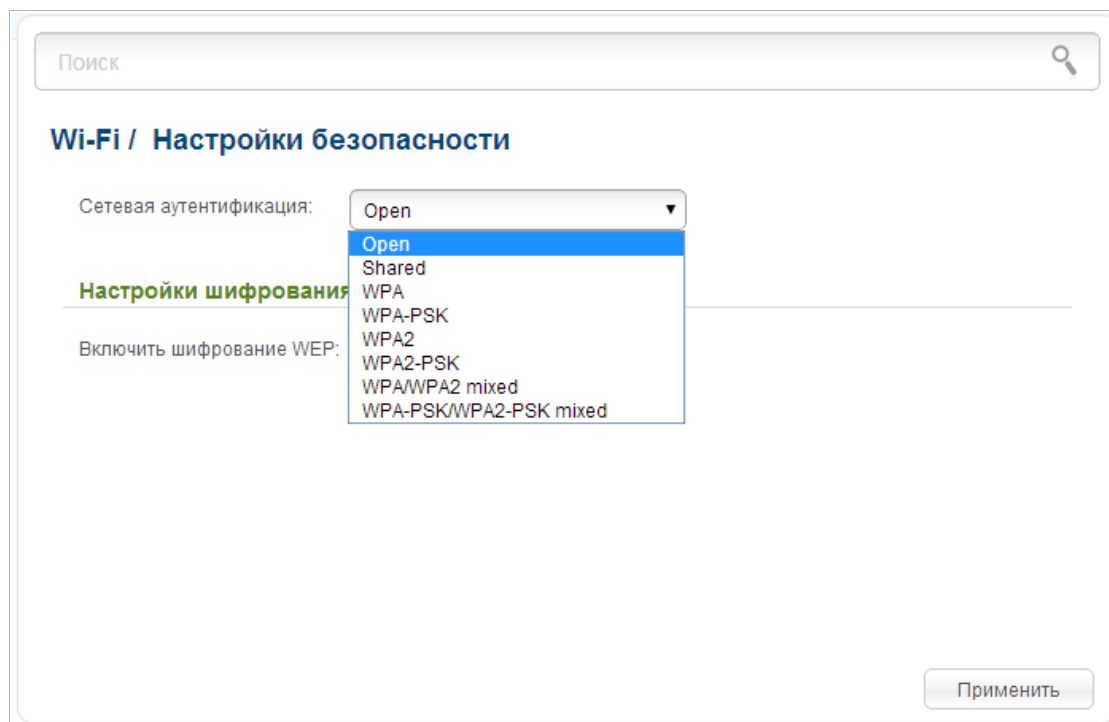 Поиск
Wi-Fi / Настройки безопасности
Сетевая аутентификация:
Open
Open
Shared
WPA
WPA-PSK
WPA2
WPA2-PSK
WPA/WPA2 mixed
WPA-PSK/WPA2-PSK mixed
Настройки шифрования
Включить шифрование WEP:
Применить